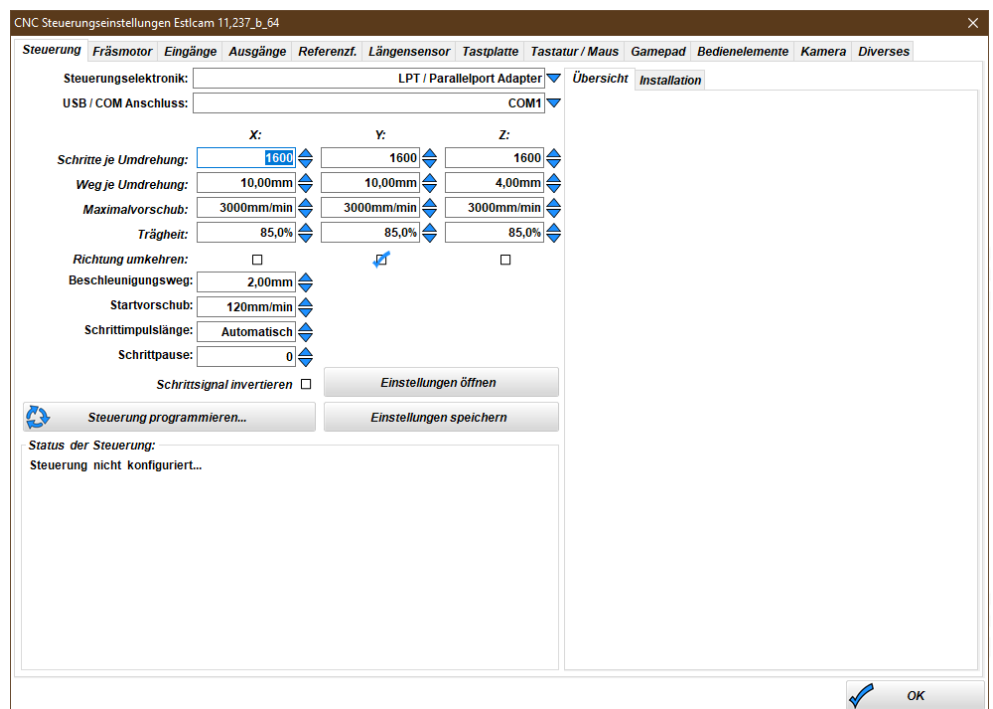 CNC Steuerungseinstellungen Estlcam 11,237_b_64
Steuerung Fräsmotor Eingänge Ausgänge Referenzf. Längensensor Tastplatte Tastatur / Maus Gamepad Bedienelemente Kamera Diverses
Steuerungselektronik: LPT / Parallelport Adapter
USB / COM Anschluss: COM1
Übersicht Installation
X: Y: Z:
Schritte je Umdrehung: 1600 1600 1600
Weg je Umdrehung: 10,00mm 10,00mm 4,00mm
Maximalvorschub: 3000mm/min 3000mm/min 3000mm/min
Trägheit: 85,0% 85,0% 85,0%
Richtung umkehren:
Beschleunigungsweg: 2,00mm
Startvorschub: 120mm/min
Schrittimpulslänge: Automatisch
Schrittpause: 0
Schrittsignal invertieren Einstellungen öffnen
Steuerung programmieren... Einstellungen speichern
Status der Steuerung:
Steuerung nicht konfiguriert...
OK